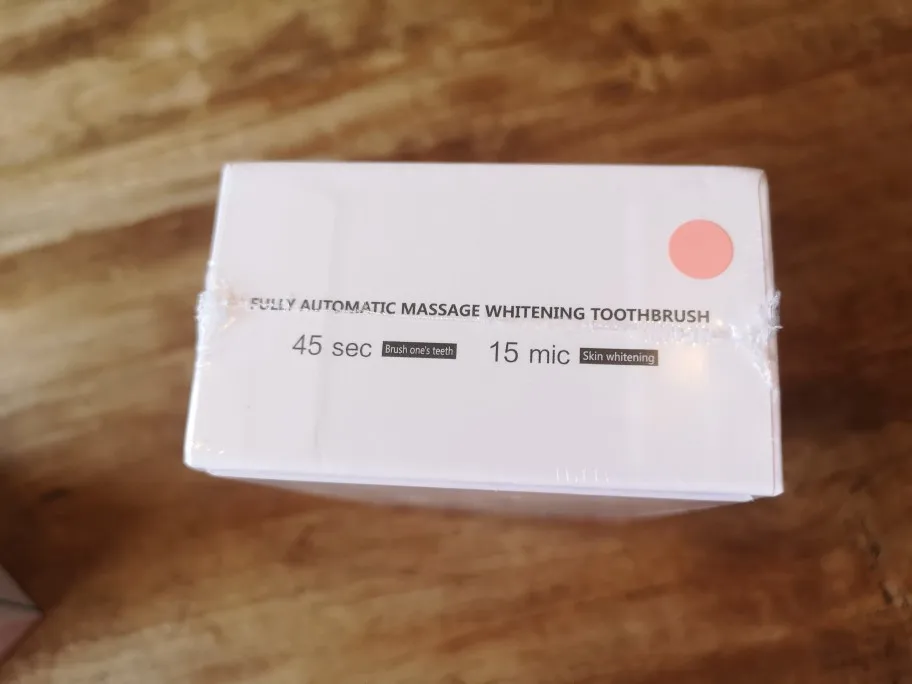 FULLY AUTOMATIC MASSAGE WHITENING TOOTHBRUSH
45 sec Brush one's teeth 15 mic Skin whitening